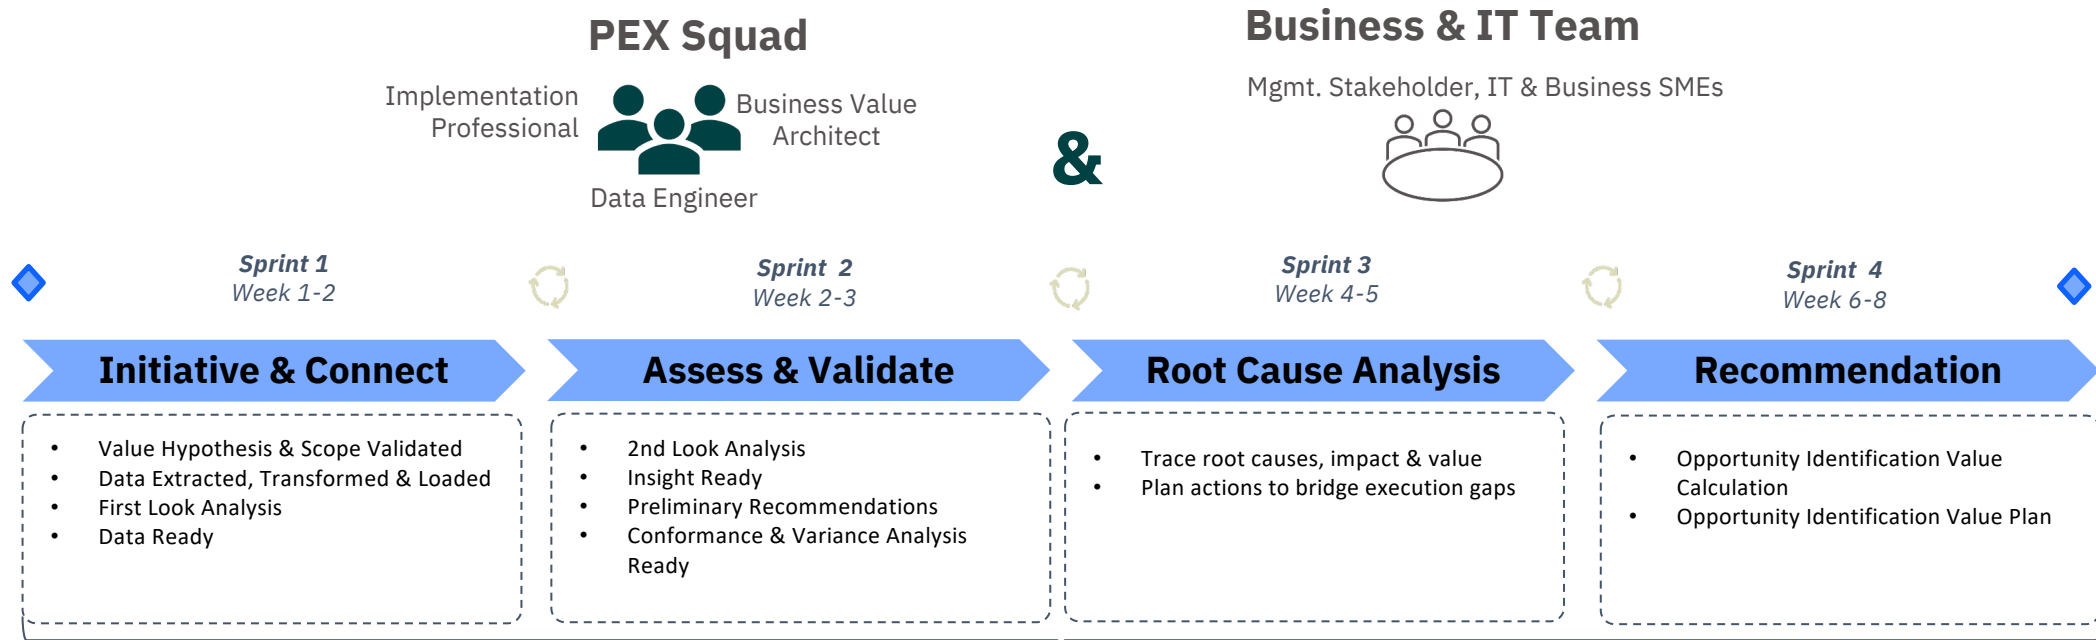 PEX Squad
Business & IT Team
Implementation
Professional
Business Value
Architect
Data Engineer
&
Mgmt. Stakeholder, IT & Business SMEs
Sprint 1
Week 1-2
Sprint 2
Week 2-3
Sprint 3
Week 4-5
Sprint 4
Week 6-8
Initiative & Connect
Assess & Validate
Root Cause Analysis
Recommendation
• Value Hypothesis & Scope Validated
• Data Extracted, Transformed & Loaded
• First Look Analysis
• Data Ready
• 2nd Look Analysis
• Insight Ready
• Preliminary Recommendations
• Conformance & Variance Analysis
Ready
• Trace root causes, impact & value
• Plan actions to bridge execution gaps
• Opportunity Identification Value
Calculation
• Opportunity Identification Value Plan